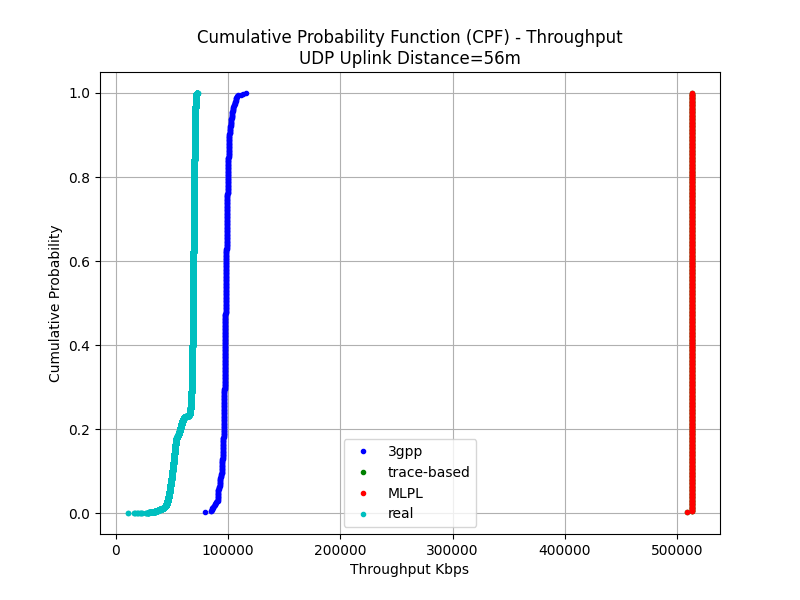 Cumulative Probability Function (CPF) - Throughput
UDP Uplink Distance=56m
Cumulative Probability
1.0
0.8
0.6
0.4
0.2
0.0
3gpp
trace-based
MLPL
real
0
100000
200000
300000
400000
500000
Throughput Kbps